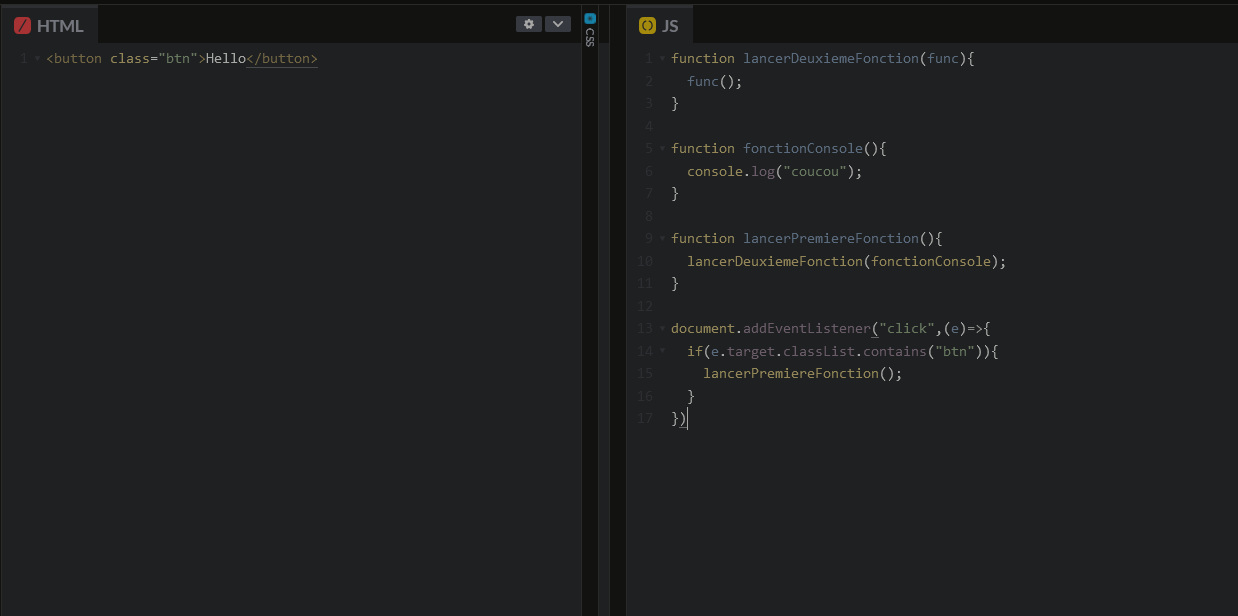 HTML
1 <button class="btn">Hello</button>
CSS
JS
1 function lancerDeuxiemeFonction(func){
2 func();
3 }
4
5 function fonctionConsole(){
6 console.log("coucou");
7 }
8
9 function lancerPremiereFonction(){
10 lancerDeuxiemeFonction(fonctionConsole);
11 }
12
13 document.addEventListener("click",(e)=>{
14 if(e.target.classList.contains("btn")){
15 lancerPremiereFonction();
16 }
17 })